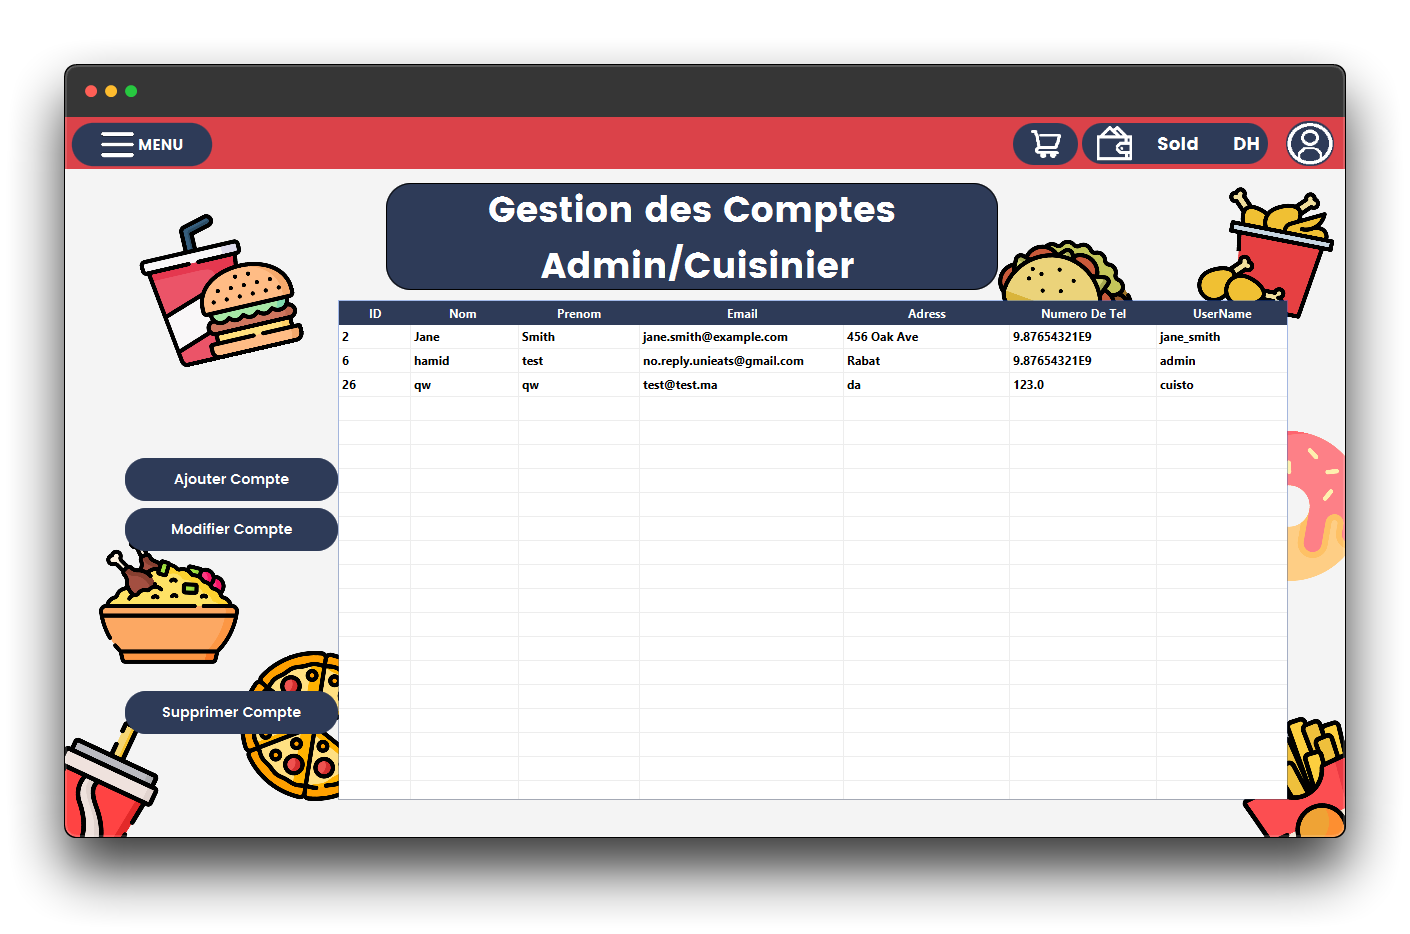 MENU Sold DH
Gestion des Comptes
Admin/Cuisinier
ID Nom Prenom Email Adress Numero De Tel UserName
2 Jane Smith jane.smith@example.com 456 Oak Ave 9.87654321E9 jane_smith
6 hamid test no.reply.unieats@gmail.com Rabat 9.87654321E9 admin
26 qw qw test@test.ma da 123.0 cuisto
Ajouter Compte
Modifier Compte
Supprimer Compte